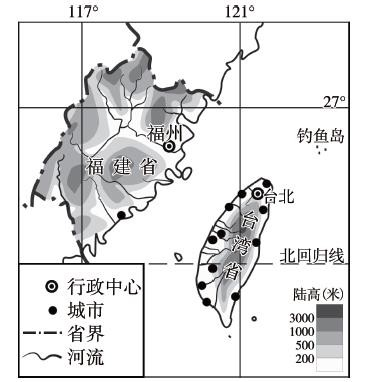 117°
121°
27°
福州
钓鱼岛
福建省
台北
台湾省
北回归线
行政中心
城市
省界
河流
陆高(米)
3000
1000
500
200